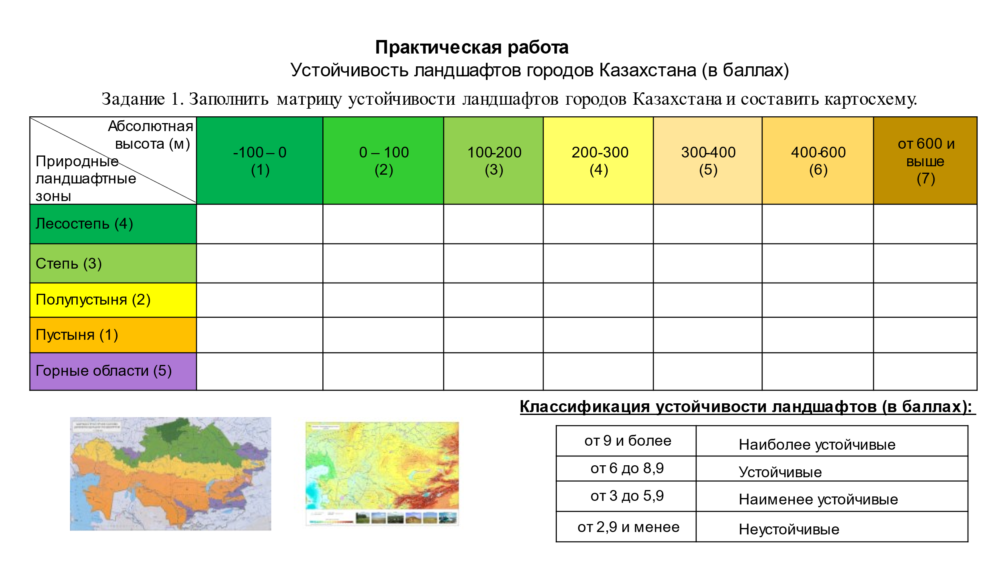 Практическая работа
Устойчивость ландшафтов городов Казахстана (в баллах)
Задание 1. Заполнить матрицу устойчивости ландшафтов городов Казахстана и составить картосхему.
Абсолютная
высота (м)
Природные
ландшафтные
зоны
-100 – 0
(1)
0 – 100
(2)
100-200
(3)
200-300
(4)
300-400
(5)
400-600
(6)
от 600 и
выше
(7)
Лесостепь (4)
Степь (3)
Полупустыня (2)
Пустыня (1)
Горные области (5)
Классификация устойчивости ландшафтов (в баллах):
от 9 и более
Наиболее устойчивые
от 6 до 8,9
Устойчивые
от 3 до 5,9
Наименее устойчивые
от 2,9 и менее
Неустойчивые